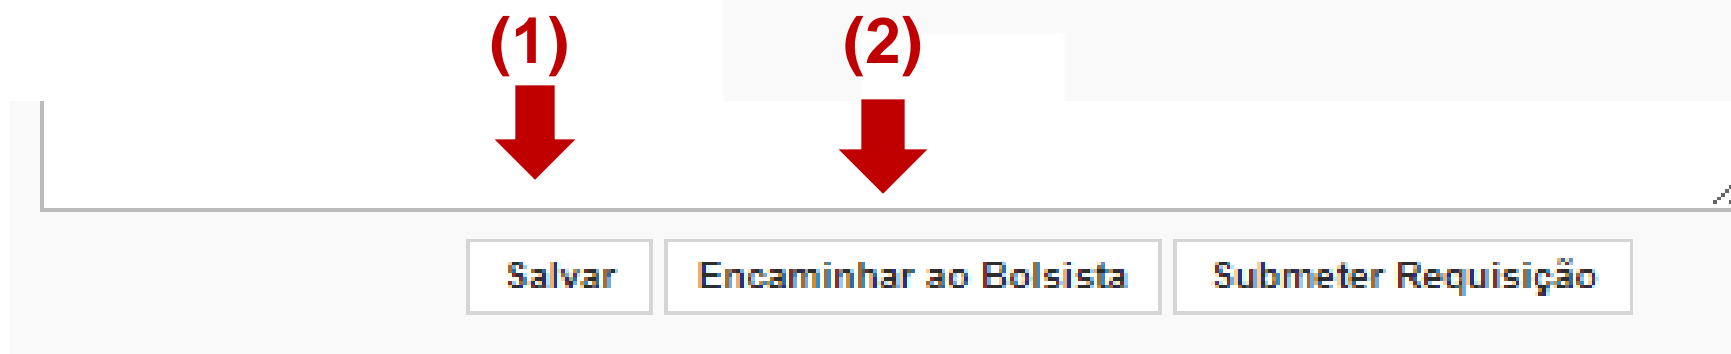 (1) (2)
Salvar Encaminhar ao Bolsista Submeter Requisição